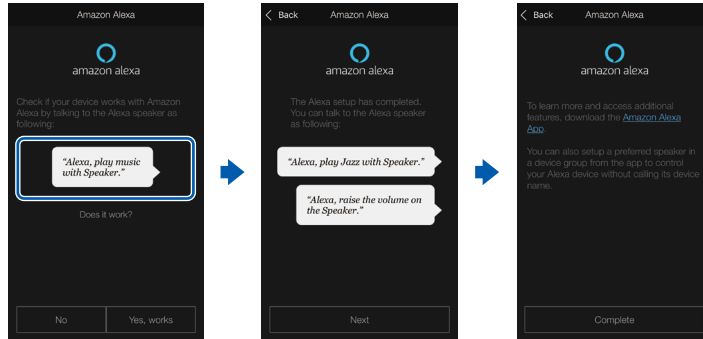 Amazon Alexa
amazon alexa
Check if your device works with Amazon
Alexa by talking to the Alexa speaker as
following:
“Alexa, play music
with Speaker.”
Does it work?
No
Yes, works
Back
Amazon Alexa
amazon alexa
The Alexa setup has completed.
You can talk to the Alexa speaker
as following:
“Alexa, play Jazz with Speaker.”
“Alexa, raise the volume on
the Speaker.”
Next
Back
Amazon Alexa
amazon alexa
To learn more and access additional
features, download the Amazon Alexa
App.
You can also setup a preferred speaker in
a device group from the app to control
your Alexa device without calling its device
name.
Complete